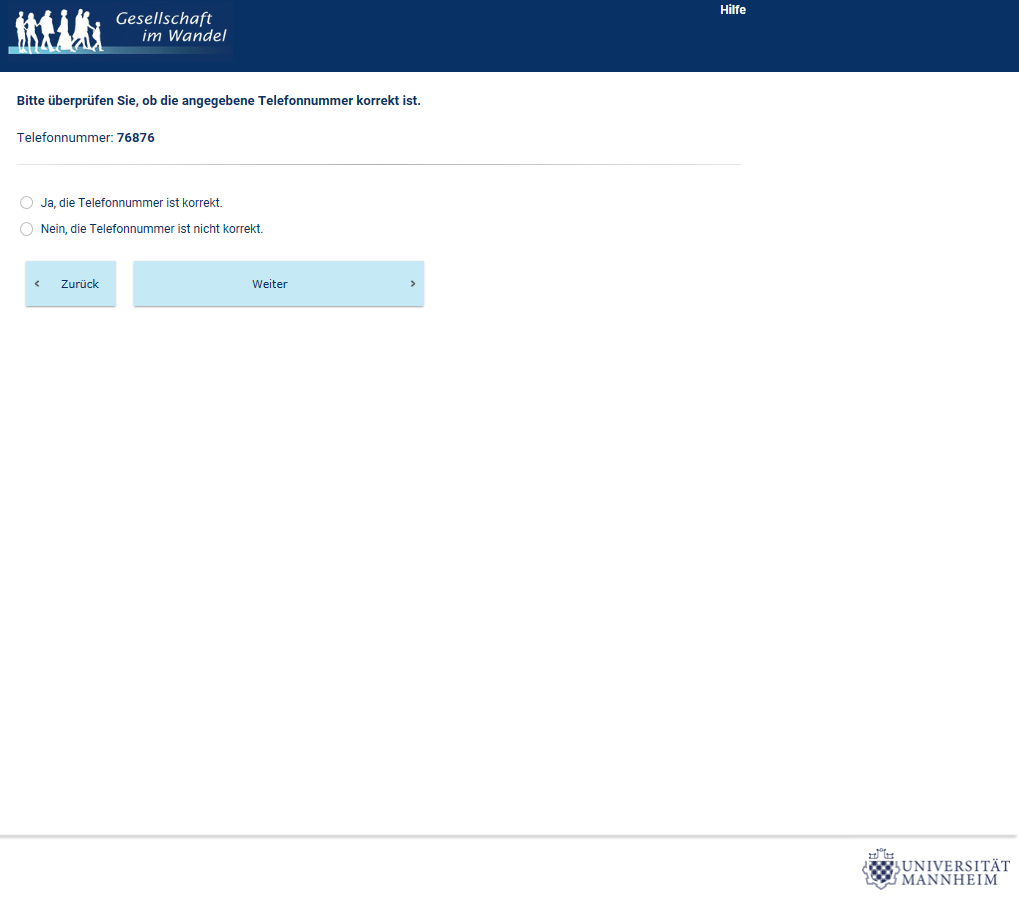 Gesellschaft
im Wandel
Hilfe
Bitte überprüfen Sie, ob die angegebene Telefonnummer korrekt ist.
Telefonnummer: 76876
Ja, die Telefonnummer ist korrekt.
Nein, die Telefonnummer ist nicht korrekt.
‹ Zurück Weiter ›
UNIVERSITÄT
MANNHEIM